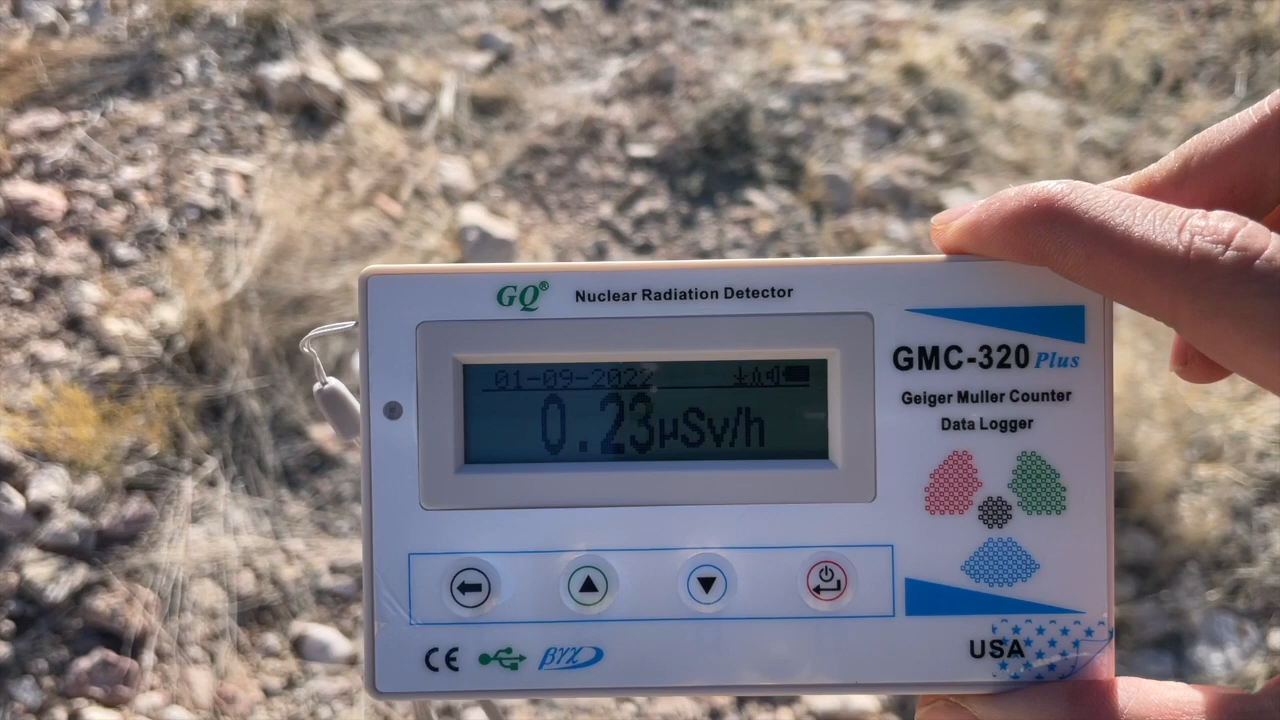 GQ® Nuclear Radiation Detector
01-09-2022
0.23µSv/h
GMC-320 Plus
Geiger Muller Counter
Data Logger
CE
βγχ
USA